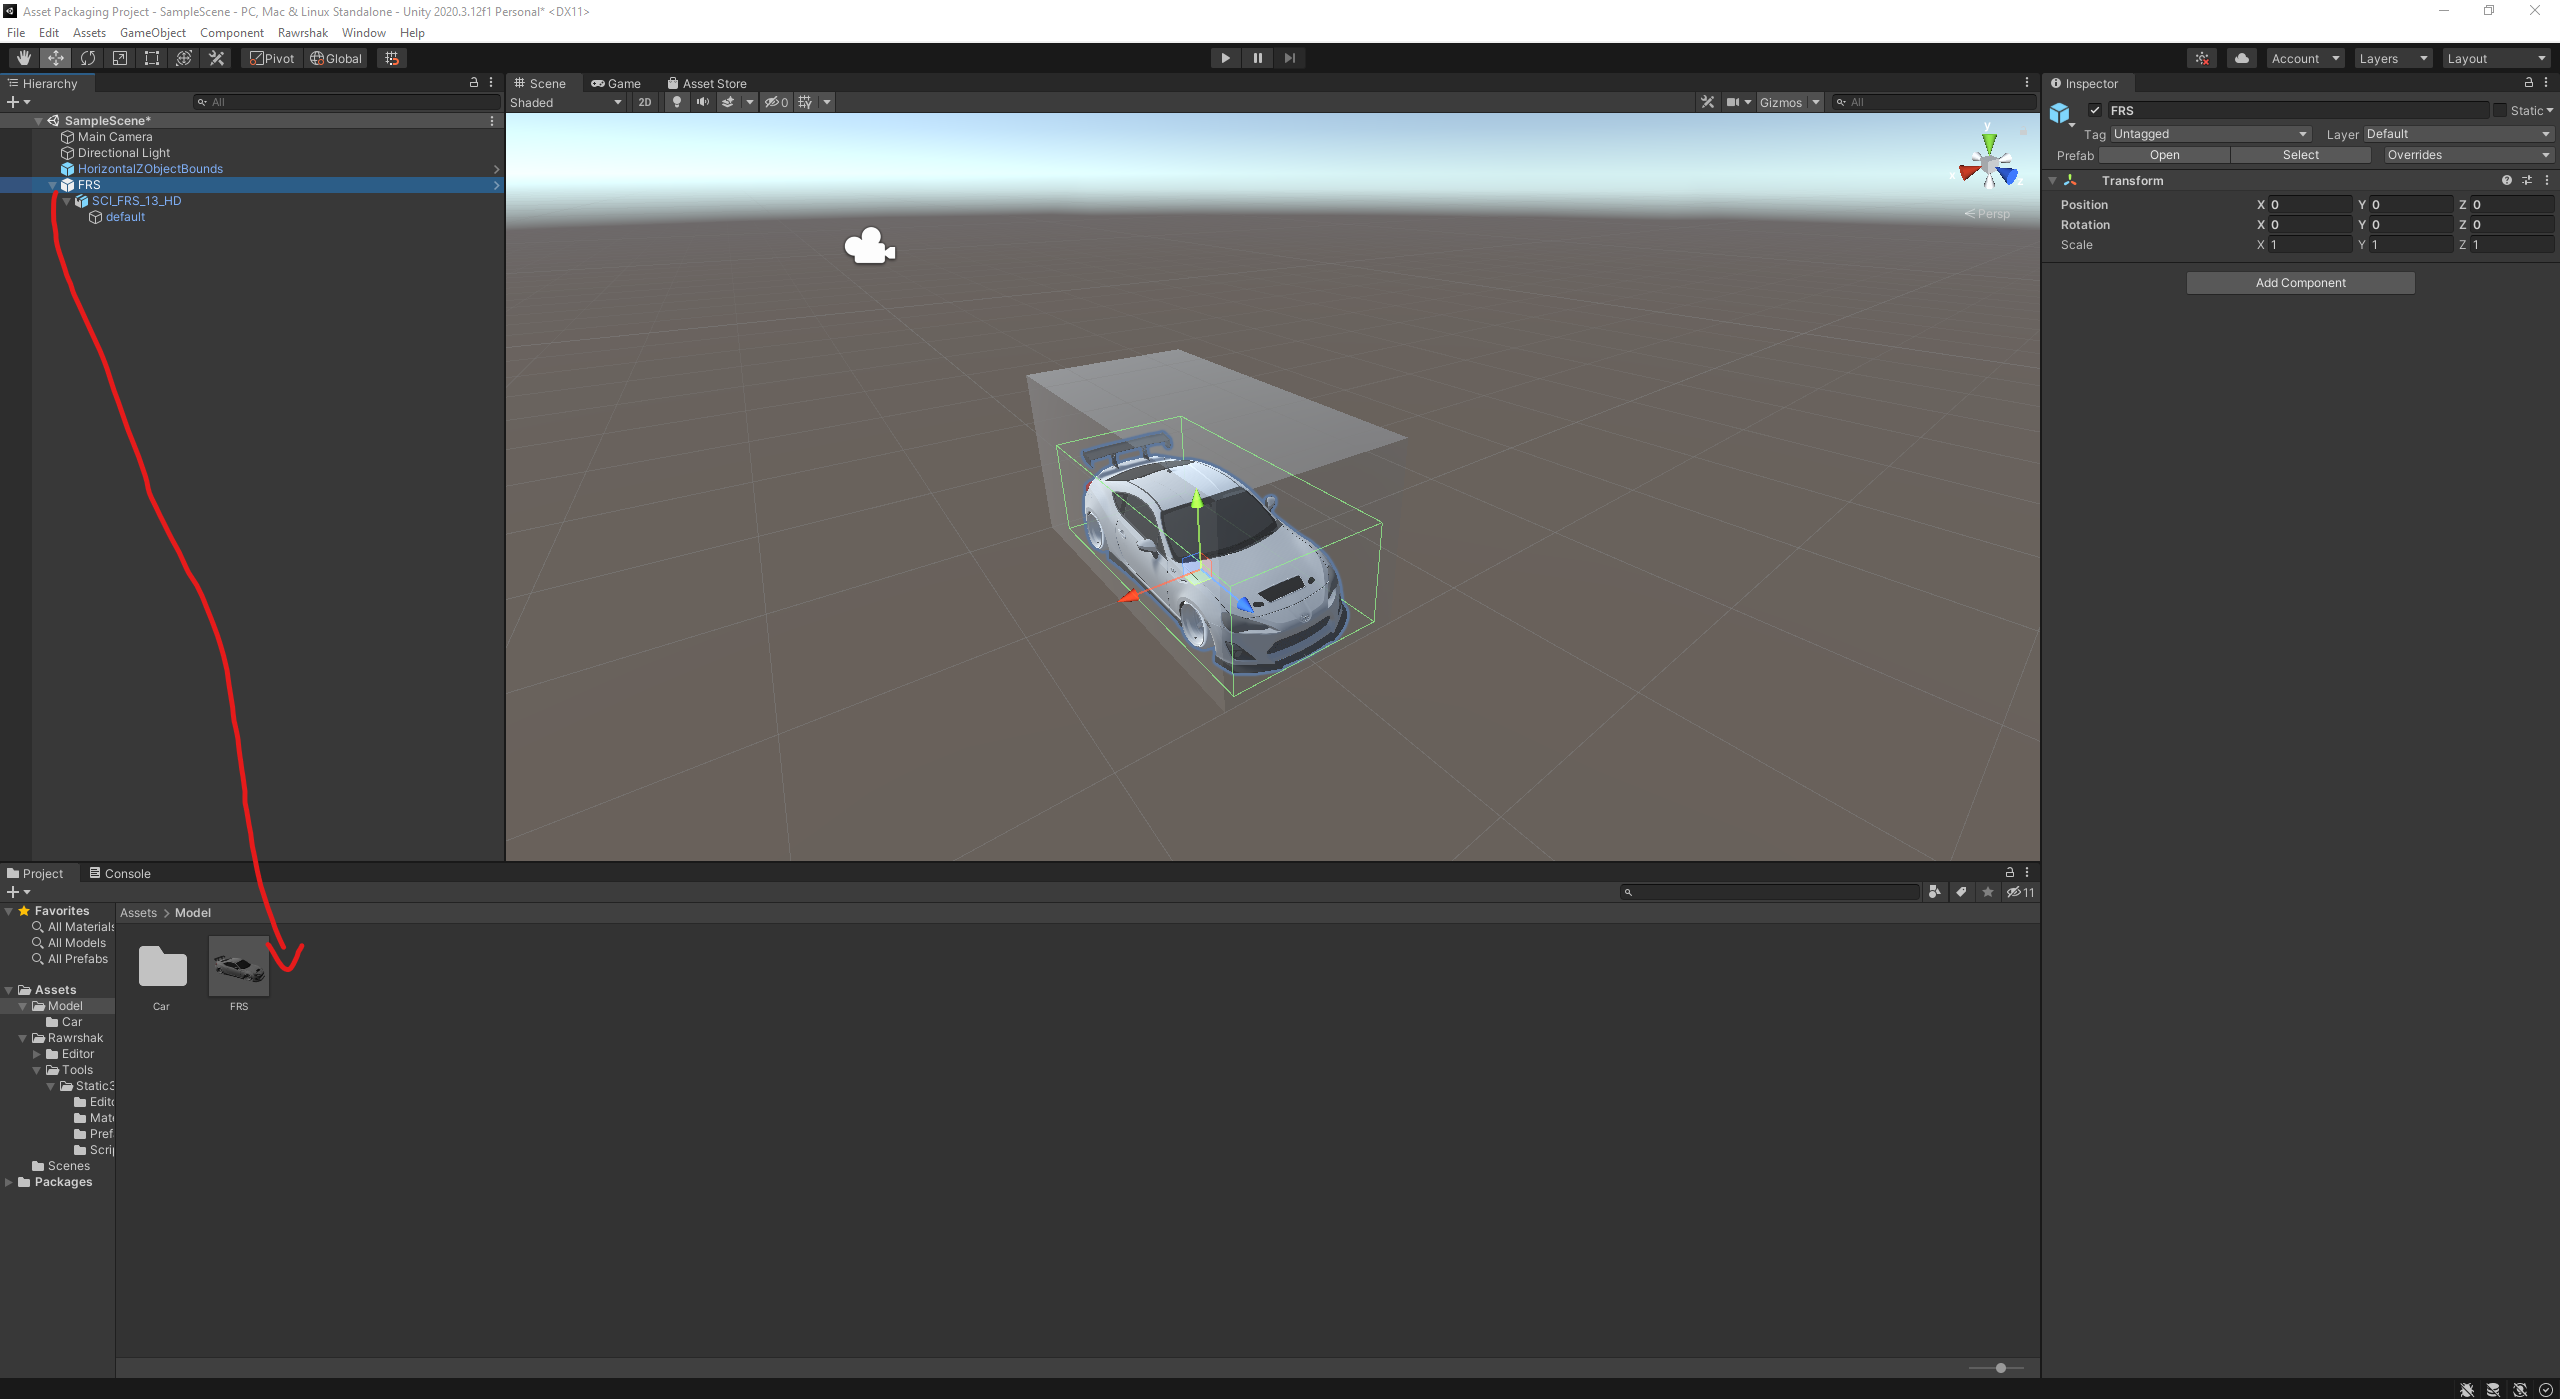 Asset Packaging Project - SampleScene - PC, Mac & Linux Standalone - Unity 2020.3.12f1 Personal* <DX11>
File Edit Assets GameObject Component Rawrshak Window Help
Pivot Global Account Layers Layout
Hierarchy
All
SampleScene*
Main Camera
Directional Light
HorizontalZObjectBounds
FRS
SCI_FRS_13_HD
default
Scene Game Asset Store
Shaded 2D 0 Gizmos All
y
x
z
Persp
Inspector
FRS Static
Tag Untagged Layer Default
Prefab Open Select Overrides
Transform
Position X 0 Y 0 Z 0
Rotation X 0 Y 0 Z 0
Scale X 1 Y 1 Z 1
Add Component
Project Console
11
Favorites
All Materials
All Models
All Prefabs
Assets
Model
Car
Rawrshak
Editor
Tools
Static3
Edito
Mate
Pref
Scrip
Scenes
Packages
Assets > Model
Car
FRS